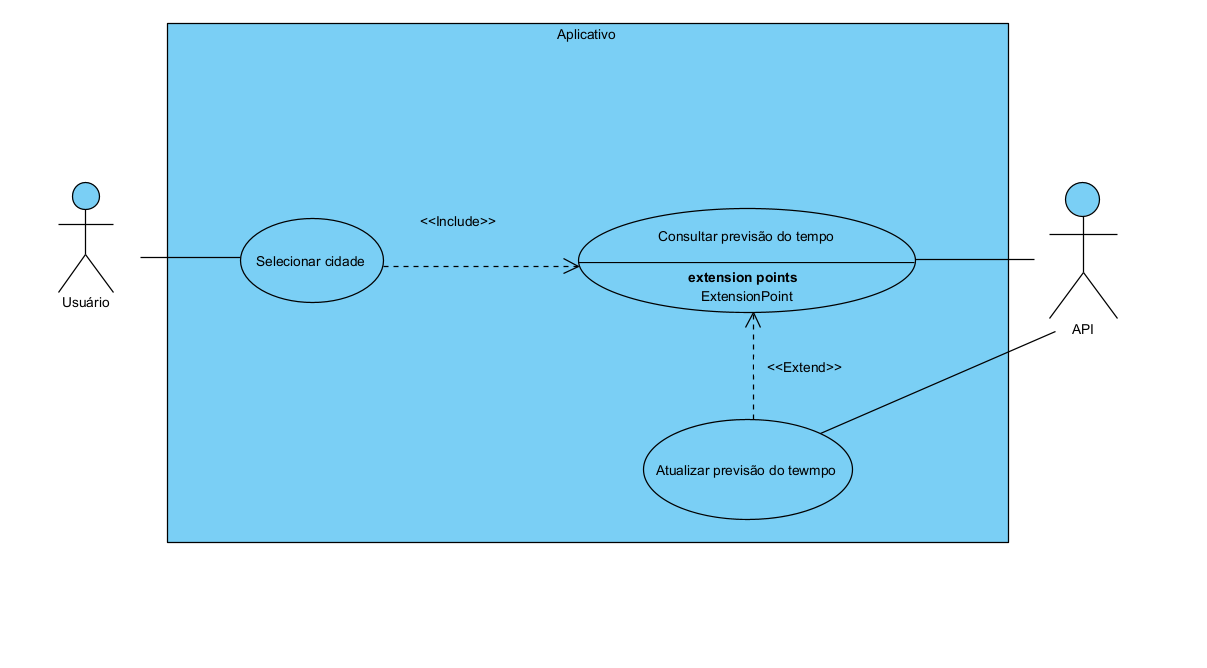 Aplicativo
<<Include>>
Consultar previsão do tempo
Selecionar cidade
extension points
ExtensionPoint
Usuário
API
<<Extend>>
Atualizar previsão do tewmpo